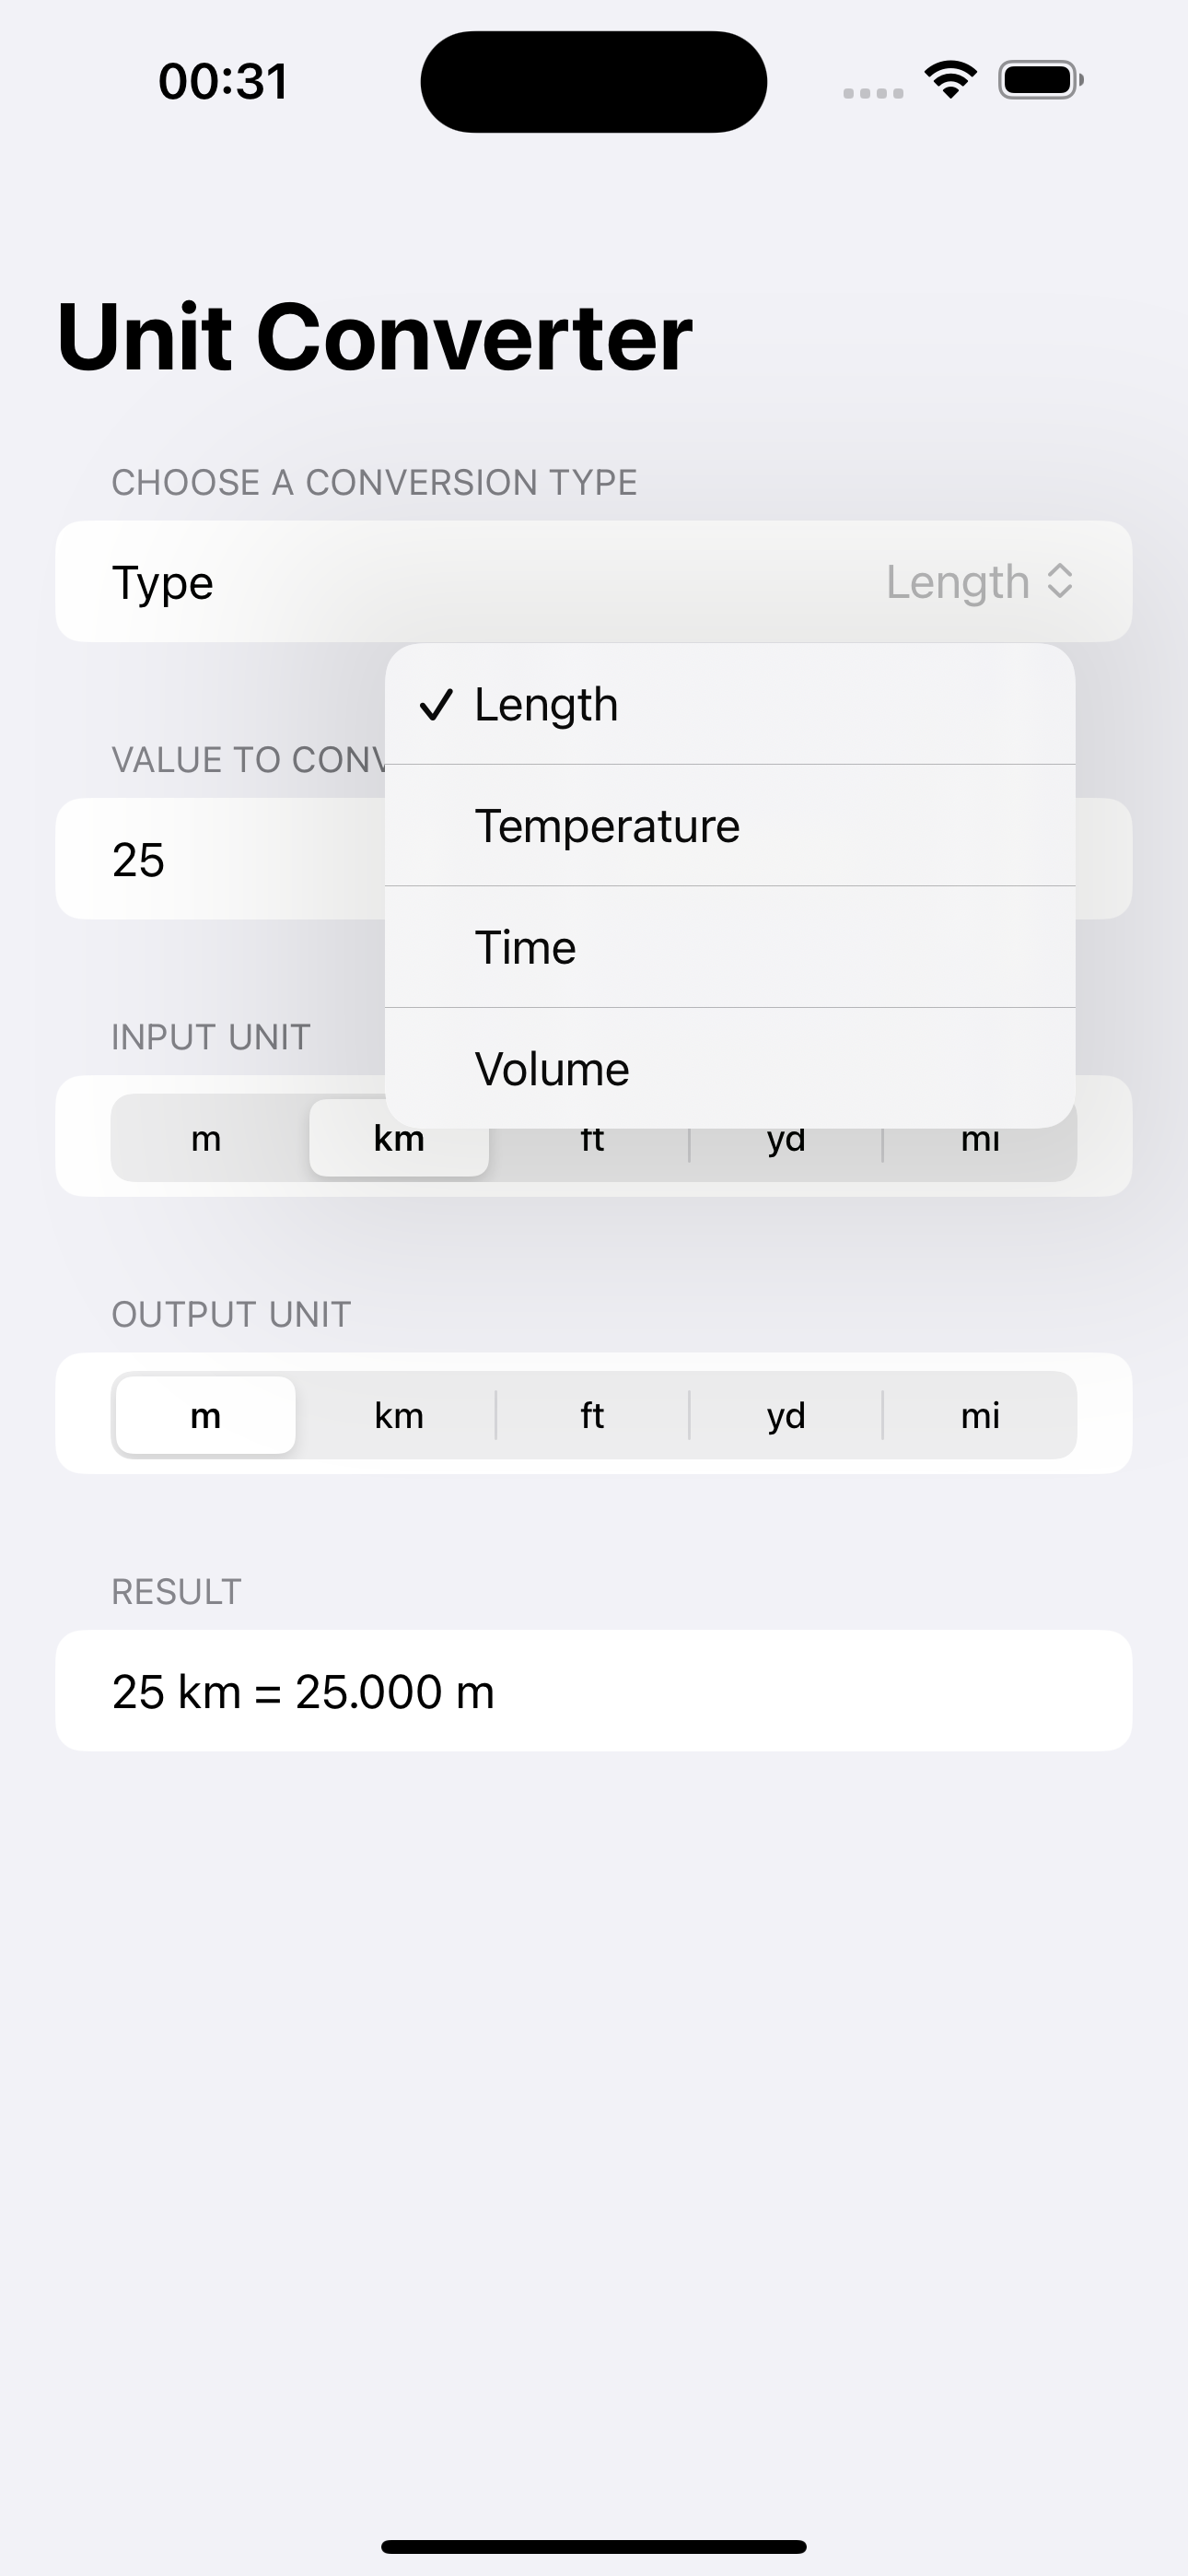 00:31
Unit Converter
CHOOSE A CONVERSION TYPE
Type Length
Length
Temperature
Time
Volume
VALUE TO CONV
25
INPUT UNIT
m km ft yd mi
OUTPUT UNIT
m km ft yd mi
RESULT
25 km = 25.000 m